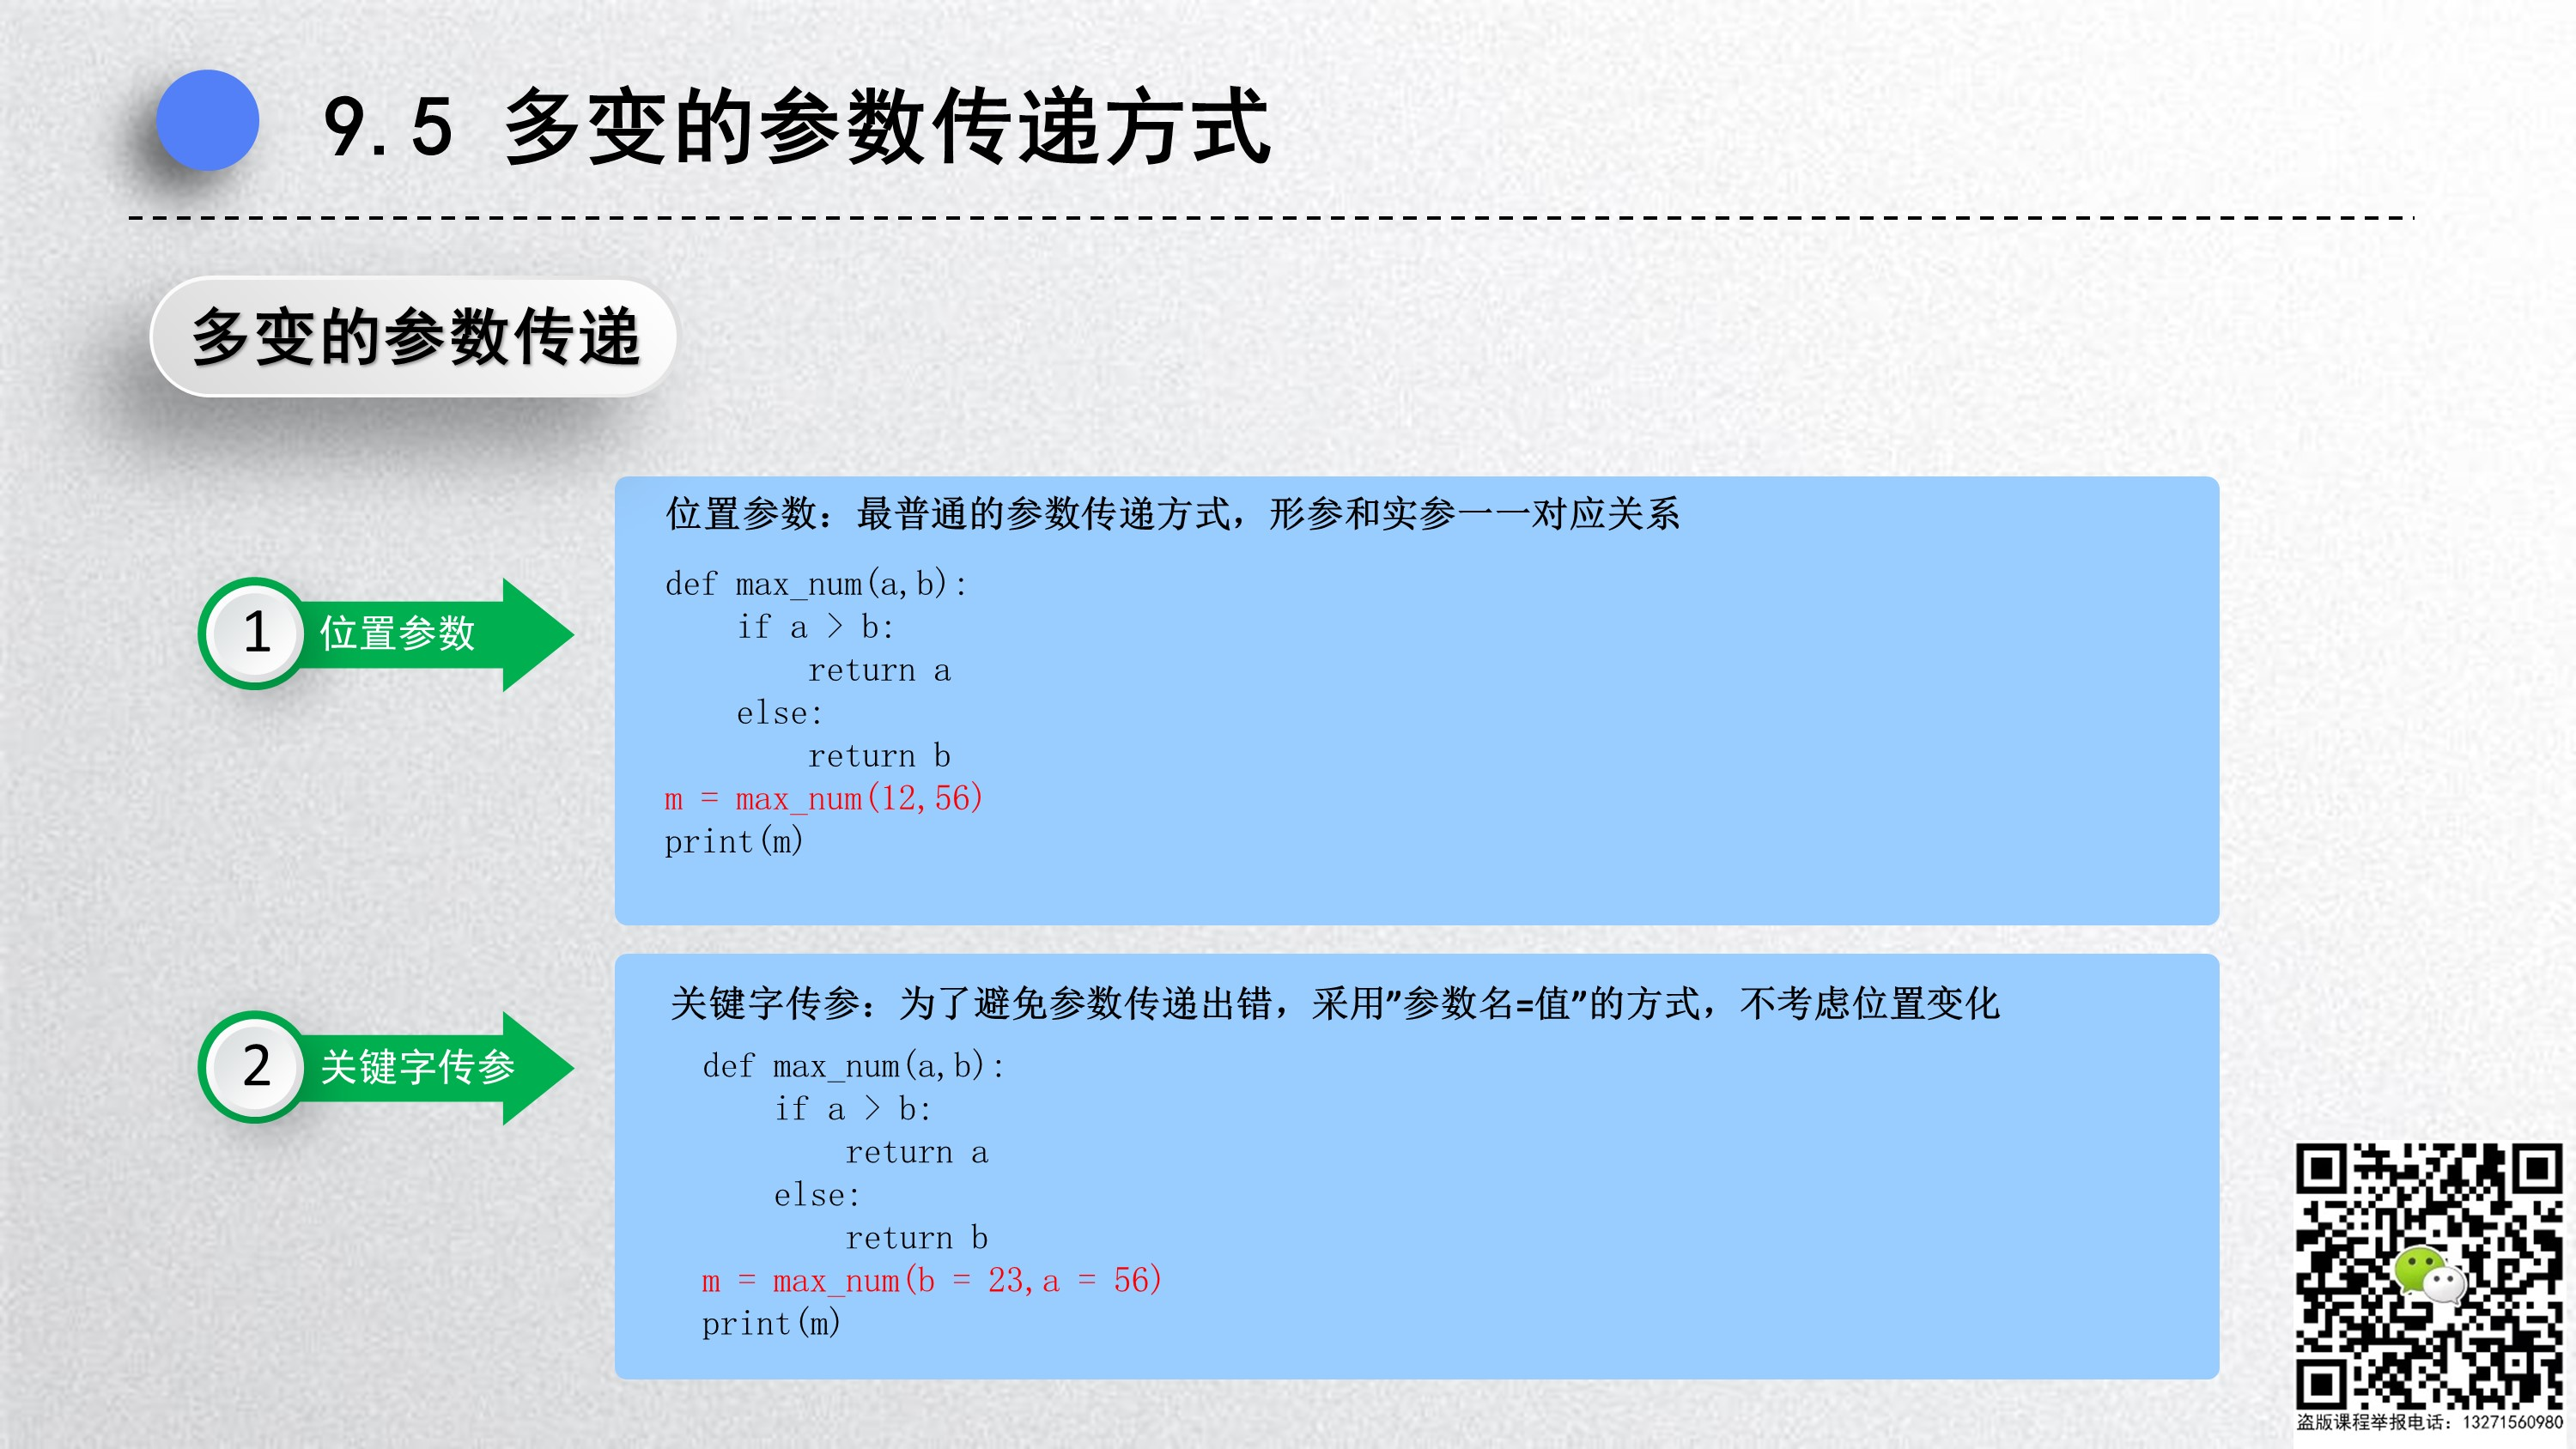 9.5 多变的参数传递方式
多变的参数传递
1 位置参数
位置参数：最普通的参数传递方式，形参和实参一一对应关系
def max_num(a,b):
    if a > b:
        return a
    else:
        return b
m = max_num(12,56)
print(m)
2 关键字传参
关键字传参：为了避免参数传递出错，采用”参数名=值”的方式，不考虑位置变化
def max_num(a,b):
    if a > b:
        return a
    else:
        return b
m = max_num(b = 23,a = 56)
print(m)
盗版课程举报电话：13271560980